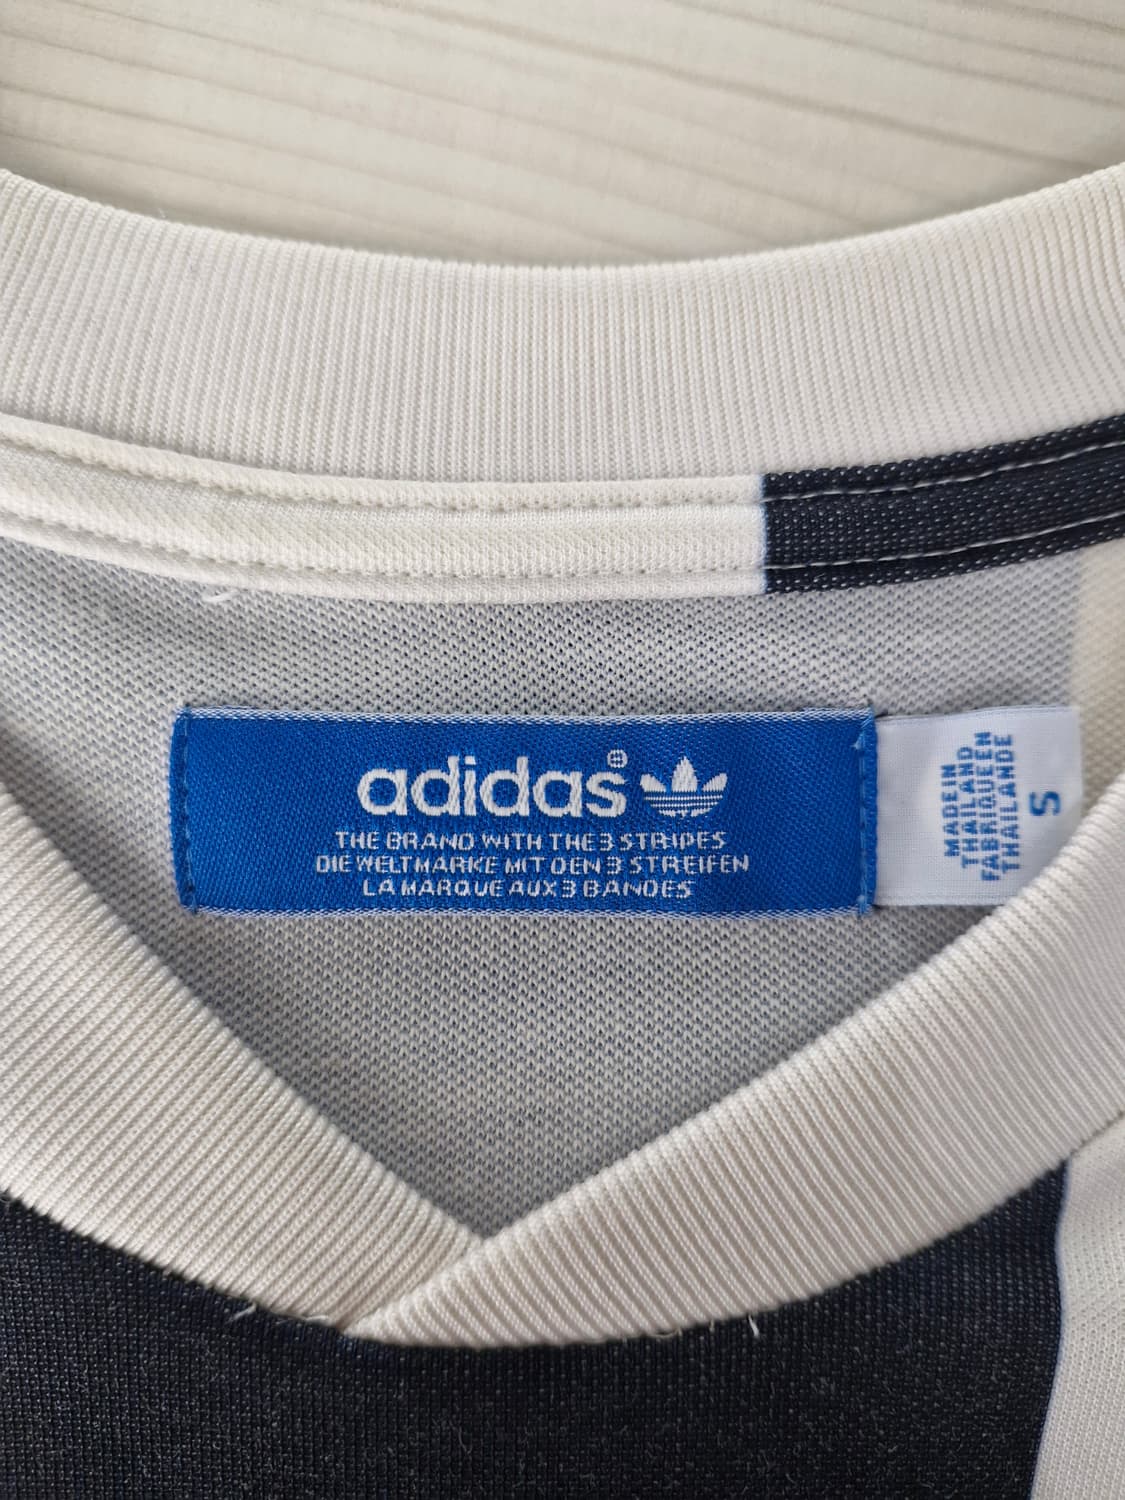 adidas®
THE BRAND WITH THE 3 STRIPES
DIE WELTMARKE MIT DEN 3 STREIFEN
LA MARQUE AUX 3 BANDES
MADE IN
THAILAND
FABRIQUE EN
THAILANDE
S